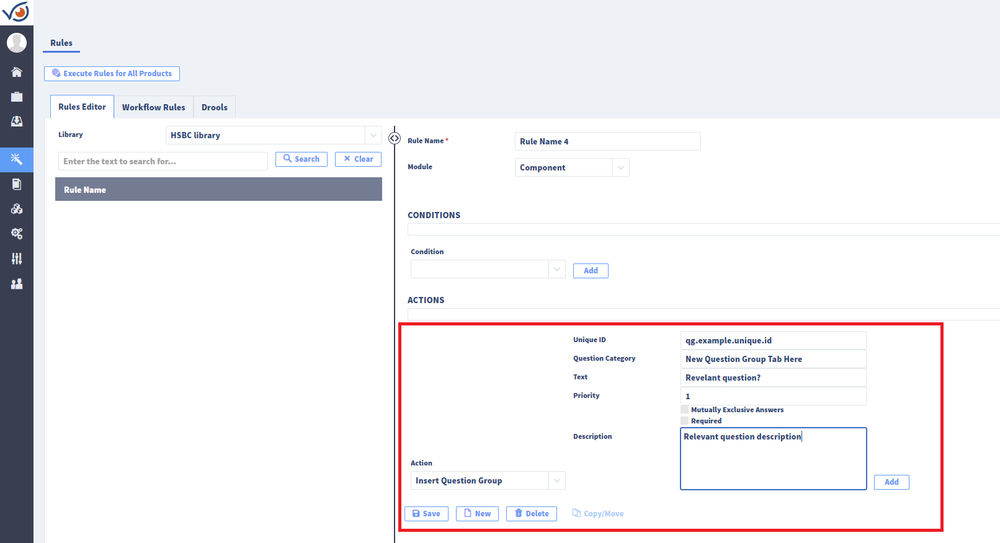 Rules
Execute Rules for All Products
Rules Editor
Workflow Rules
Drools
Library
HSBC library
Enter the text to search for...
Search
Clear
Rule Name
Rule Name *
Rule Name 4
Module
Component
CONDITIONS
Condition
Add
ACTIONS
Unique ID
qg.example.unique.id
Question Category
New Question Group Tab Here
Text
Revelant question?
Priority
1
Mutually Exclusive Answers
Required
Description
Relevant question description
Action
Insert Question Group
Add
Save
New
Delete
Copy/Move